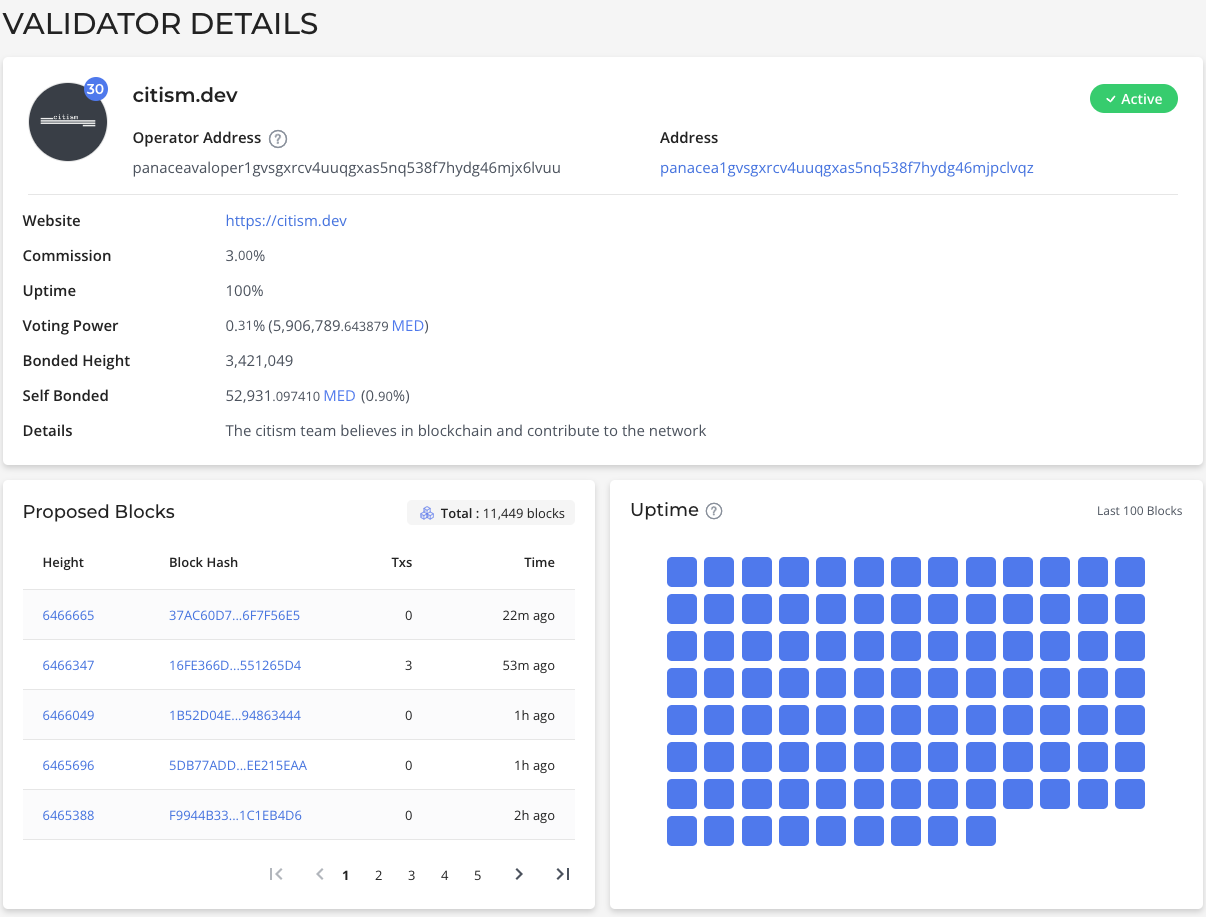 VALIDATOR DETAILS
30
citism
citism.dev
Active
Operator Address ?
Address
panaceavaloper1gvsgxrcv4uuqgxas5nq538f7hydg46mjx6lvuu
panacea1gvsgxrcv4uuqgxas5nq538f7hydg46mjpclvqz
Website https://citism.dev
Commission 3.00%
Uptime 100%
Voting Power 0.31% (5,906,789.643879 MED)
Bonded Height 3,421,049
Self Bonded 52,931.097410 MED (0.90%)
Details The citism team believes in blockchain and contribute to the network
Proposed Blocks Total : 11,449 blocks
Height Block Hash Txs Time
6466665 37AC60D7...6F7F56E5 0 22m ago
6466347 16FE366D...551265D4 3 53m ago
6466049 1B52D04E...94863444 0 1h ago
6465696 5DB77ADD...EE215EAA 0 1h ago
6465388 F9944B33...1C1EB4D6 0 2h ago
1 2 3 4 5
Uptime ? Last 100 Blocks